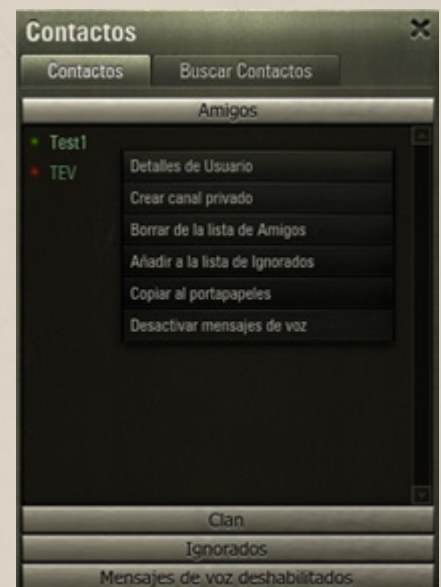 Contactos
Contactos Buscar Contactos
Amigos
Test1
TEV
Detalles de Usuario
Crear canal privado
Borrar de la lista de Amigos
Añadir a la lista de Ignorados
Copiar al portapapeles
Desactivar mensajes de voz
Clan
Ignorados
Mensajes de voz deshabilitados